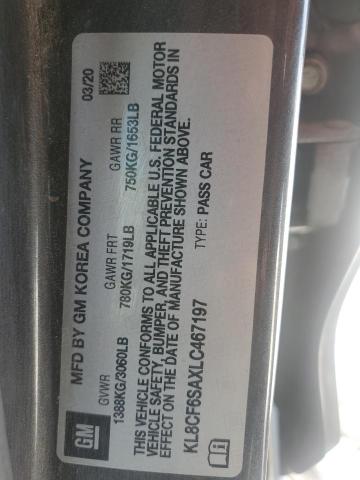 MFD BY GM KOREA COMPANY 03/20
GVWR GAWR FRT GAWR RR
1388KG/3060LB 780KG/1719LB 750KG/1653LB
THIS VEHICLE CONFORMS TO ALL APPLICABLE U.S. FEDERAL MOTOR
VEHICLE SAFETY, BUMPER, AND THEFT PREVENTION STANDARDS IN
EFFECT ON THE DATE OF MANUFACTURE SHOWN ABOVE.
KL8CF6SAXLC467197 TYPE: PASS CAR
GM